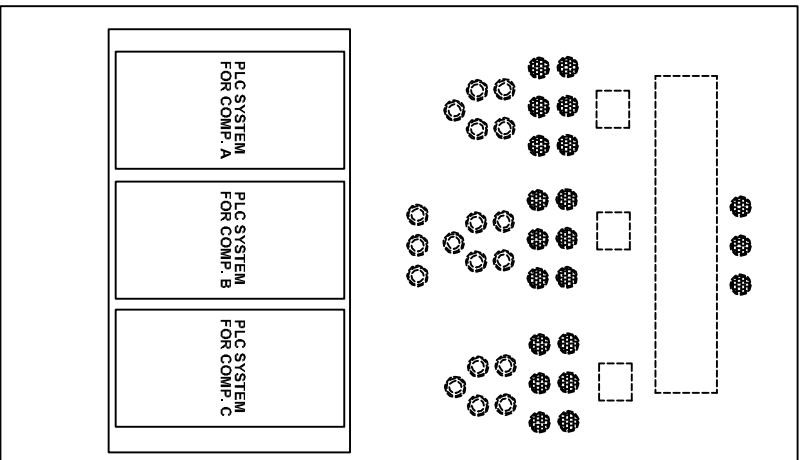 PLC SYSTEM
FOR COMP. A
PLC SYSTEM
FOR COMP. B
PLC SYSTEM
FOR COMP. C